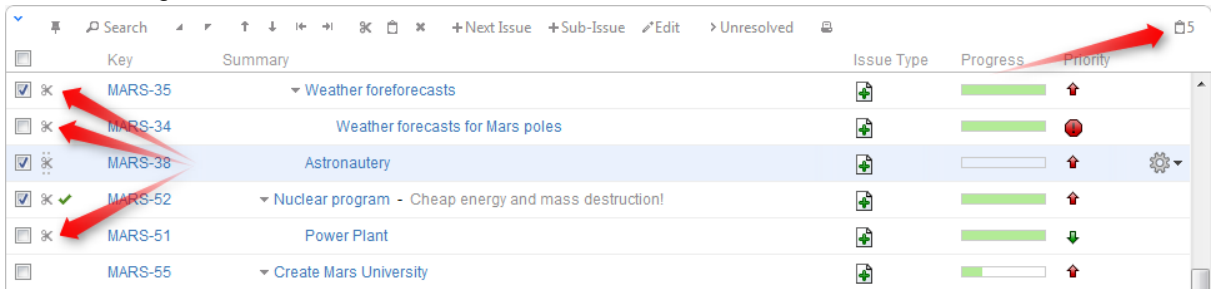 Search +Next Issue +Sub-Issue Edit Unresolved 5
Key Summary Issue Type Progress Priority
MARS-35 Weather foreforecasts
MARS-34 Weather forecasts for Mars poles
MARS-38 Astronautery
MARS-52 Nuclear program - Cheap energy and mass destruction!
MARS-51 Power Plant
MARS-55 Create Mars University